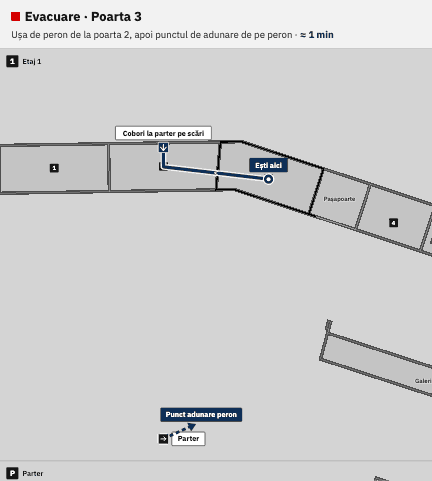 Evacuare · Poarta 3
Ușa de peron de la poarta 2, apoi punctul de adunare de pe peron · ≈ 1 min
1 Etaj 1
Cobori la parter pe scări
Ești aici
1
Pașapoarte
4
Galeri
Punct adunare peron
Parter
P Parter